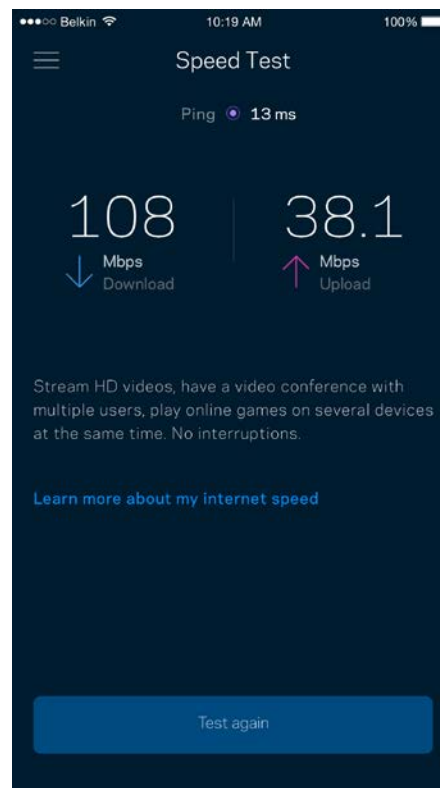 Belkin 10:19 AM 100%
Speed Test
Ping 13 ms
108 38.1
Mbps Mbps
Download Upload
Stream HD videos, have a video conference with
multiple users, play online games on several devices
at the same time. No interruptions.
Learn more about my internet speed
Test again